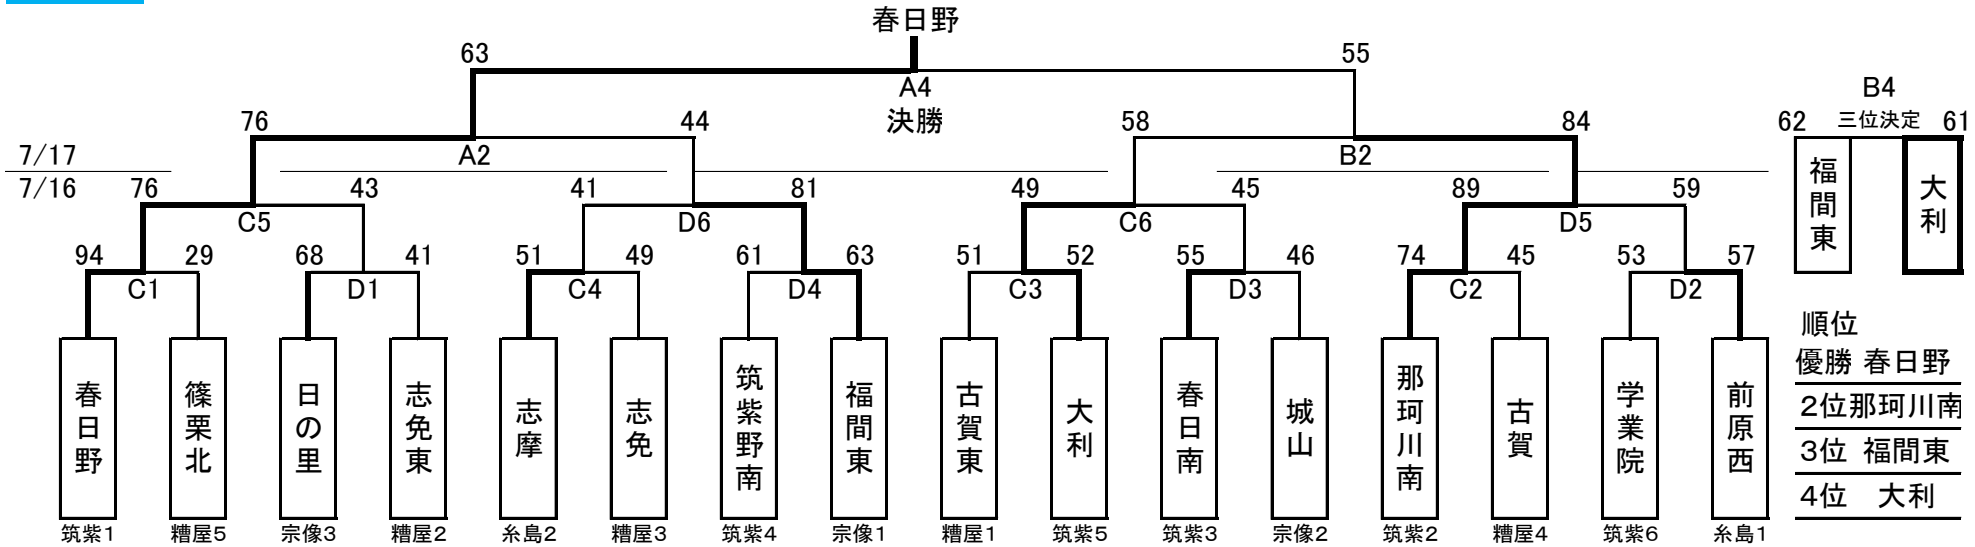 春日野
63 55
A4
決勝
B4
76 44 58 84
62 三位決定 61
7/17
A2 B2
7/16
76 43 41 81 49 45 89 59
C5 D6 C6 D5
福間東 大利
94 29 68 41 51 49 61 63 51 52 55 46 74 45 53 57
C1 D1 C4 D4 C3 D3 C2 D2
春日野
篠栗北
日の里
志免東
志摩
志免
筑紫野南
福間東
古賀東
大利
春日南
城山
那珂川南
古賀
学業院
前原西
筑紫1 糟屋5 宗像3 糟屋2 糸島2 糟屋3 筑紫4 宗像1 糟屋1 筑紫5 筑紫3 宗像2 筑紫2 糟屋4 筑紫6 糸島1
順位
優勝 春日野
2位那珂川南
3位 福間東
4位 大利